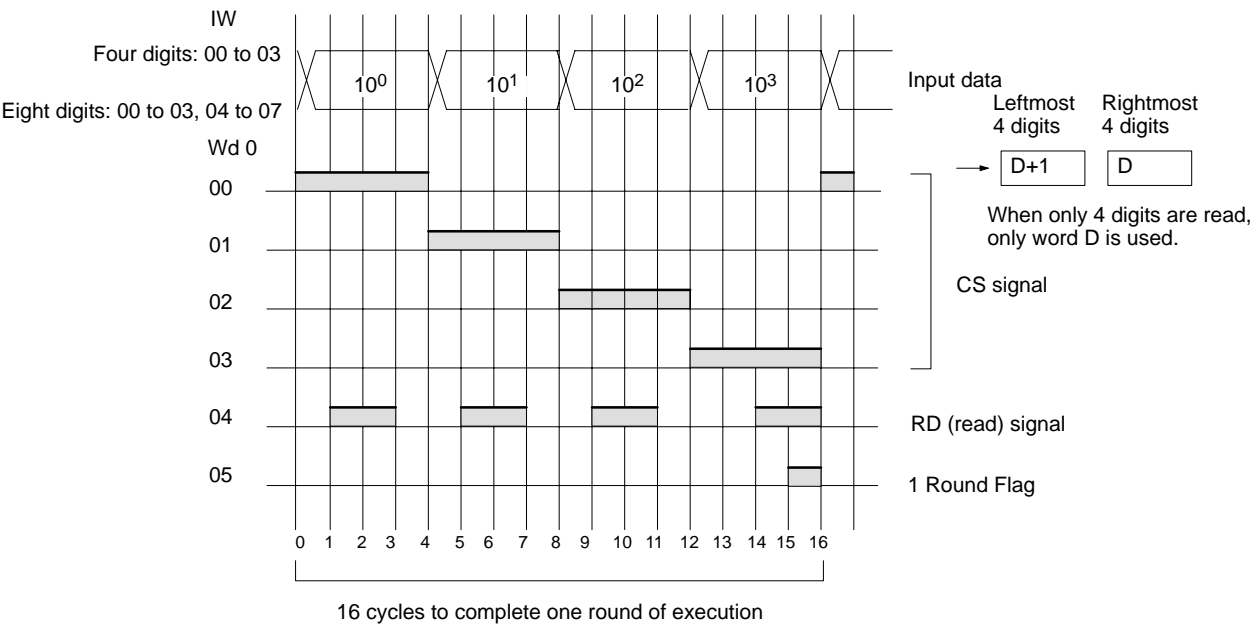 IW
Four digits: 00 to 03
10⁰ 10¹ 10² 10³
Input data
Eight digits: 00 to 03, 04 to 07
Leftmost
4 digits
Rightmost
4 digits
Wd 0
D+1 D
00
When only 4 digits are read,
only word D is used.
01
CS signal
02
03
04
RD (read) signal
05
1 Round Flag
0 1 2 3 4 5 6 7 8 9 10 11 12 13 14 15 16
16 cycles to complete one round of execution